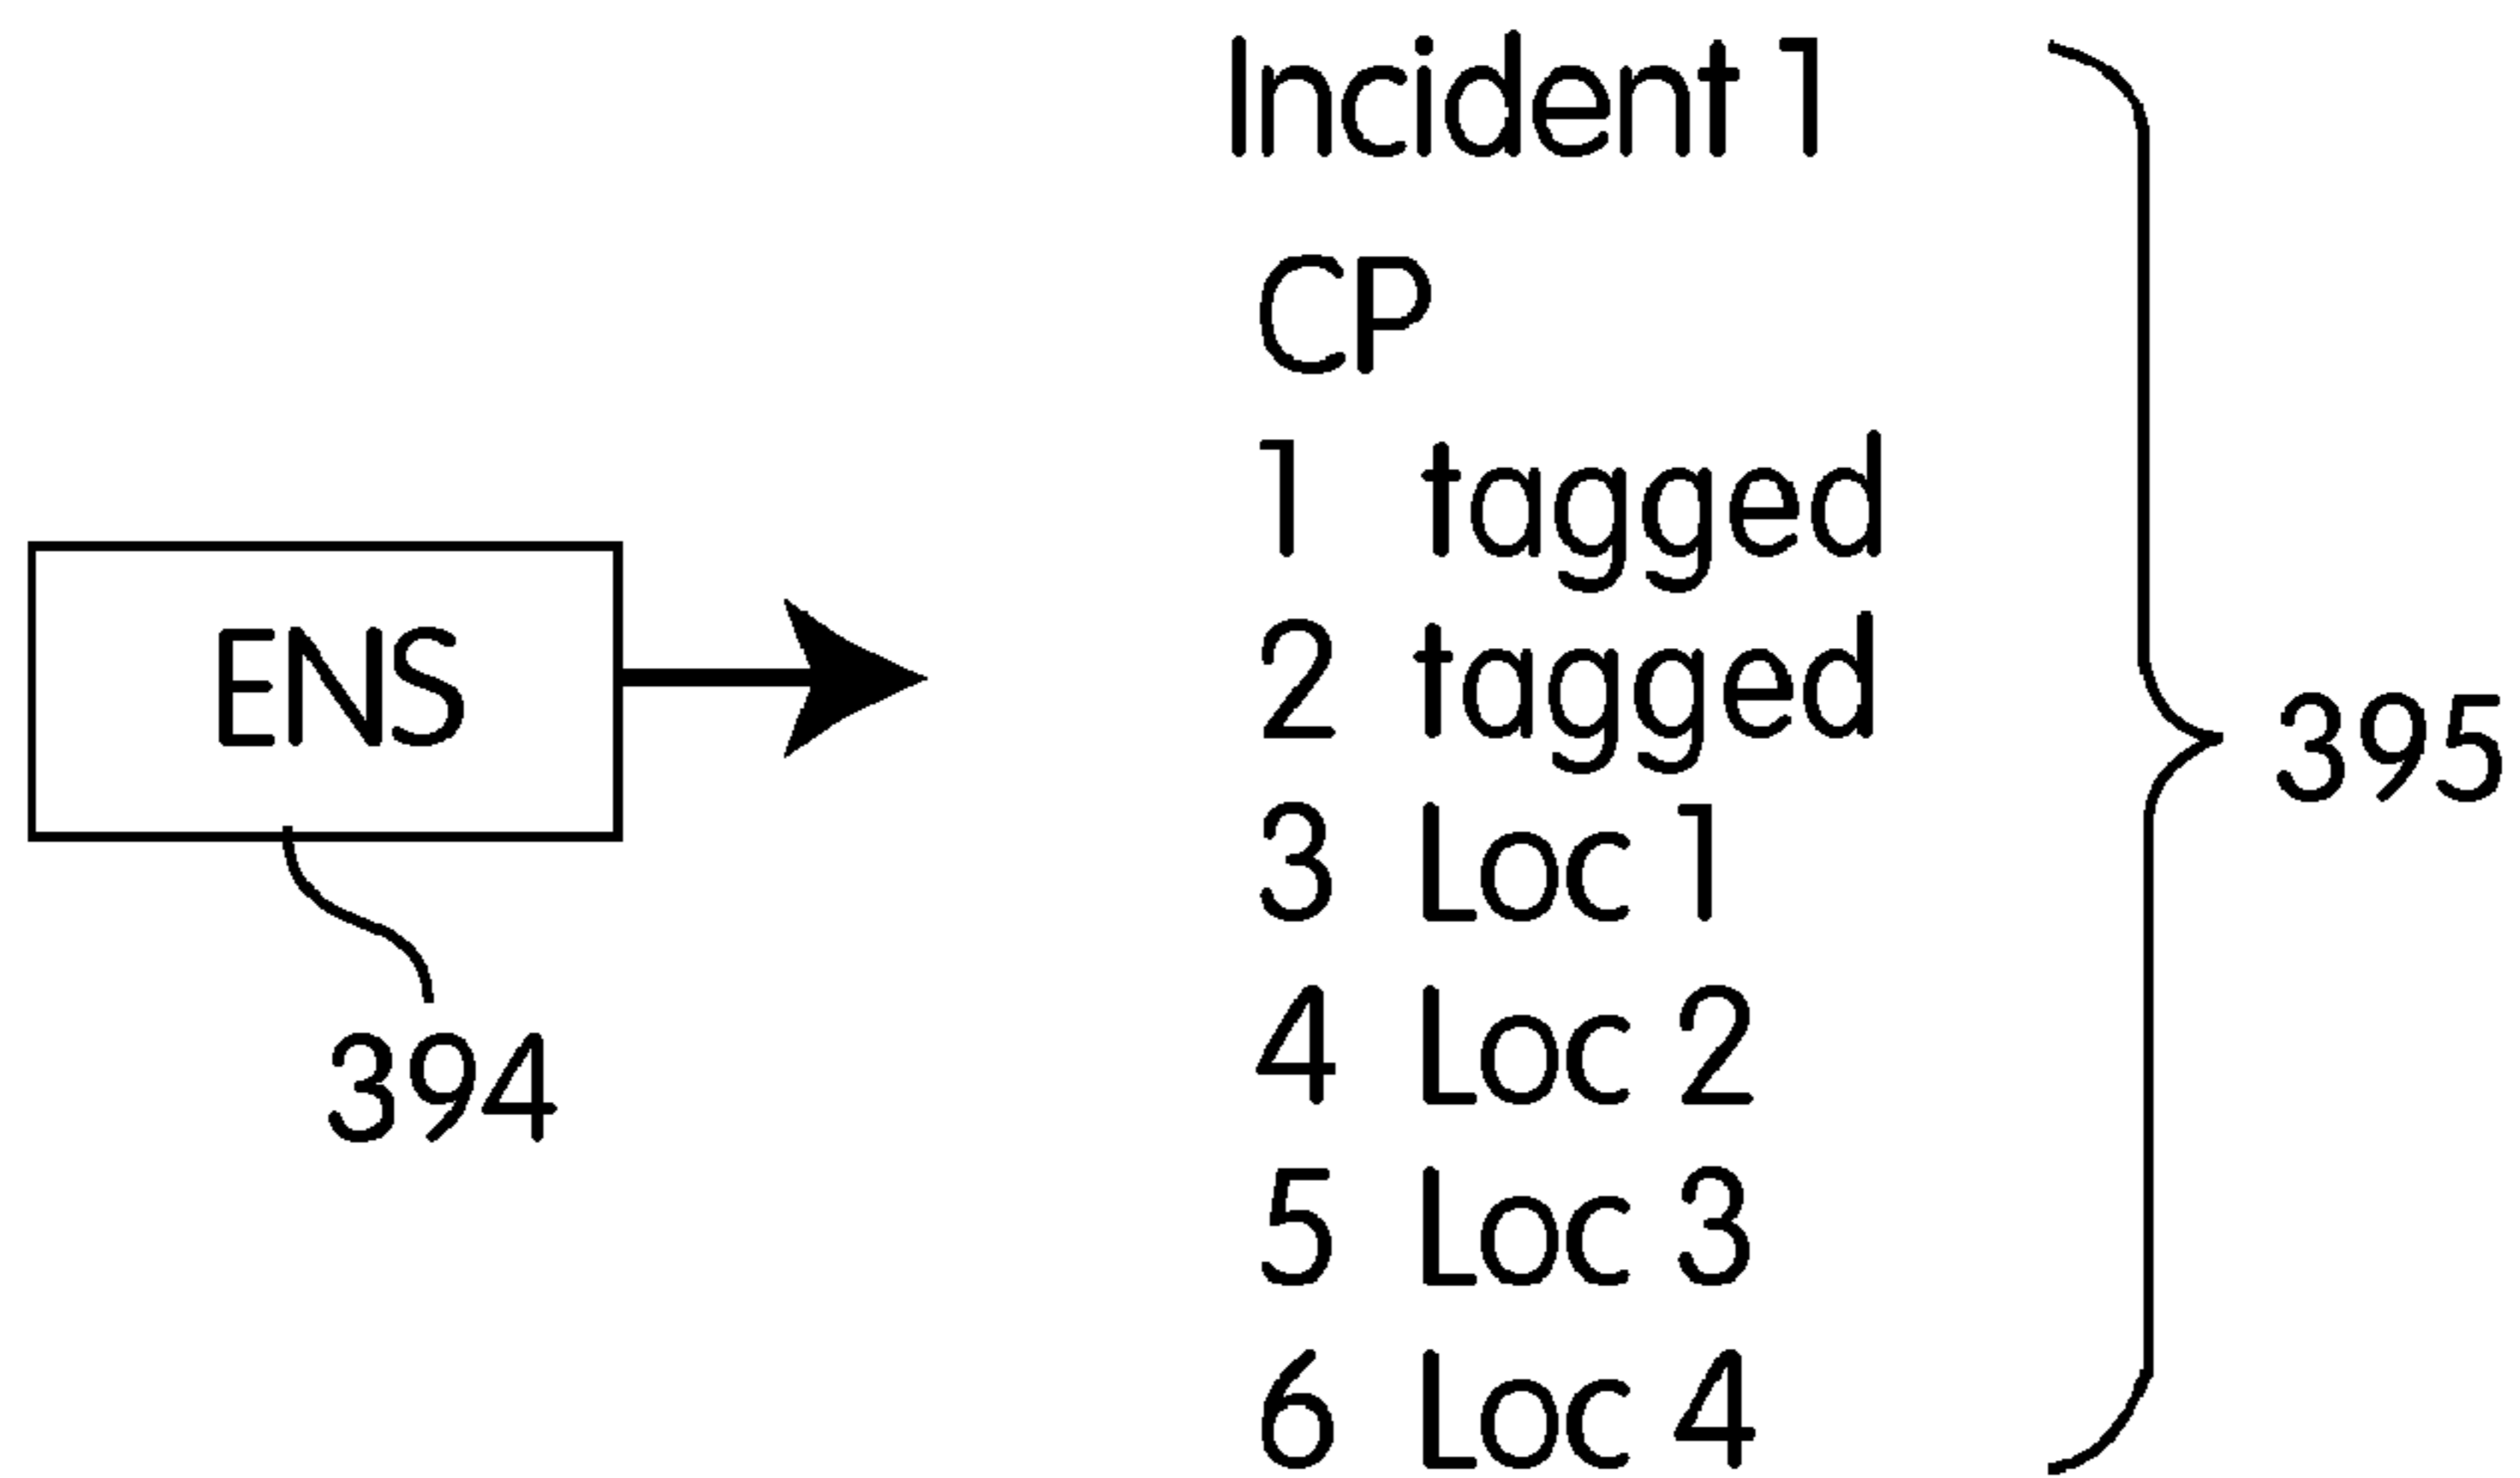 Incident 1
CP
1 tagged
2 tagged
3 Loc 1
4 Loc 2
5 Loc 3
6 Loc 4
ENS
394
395